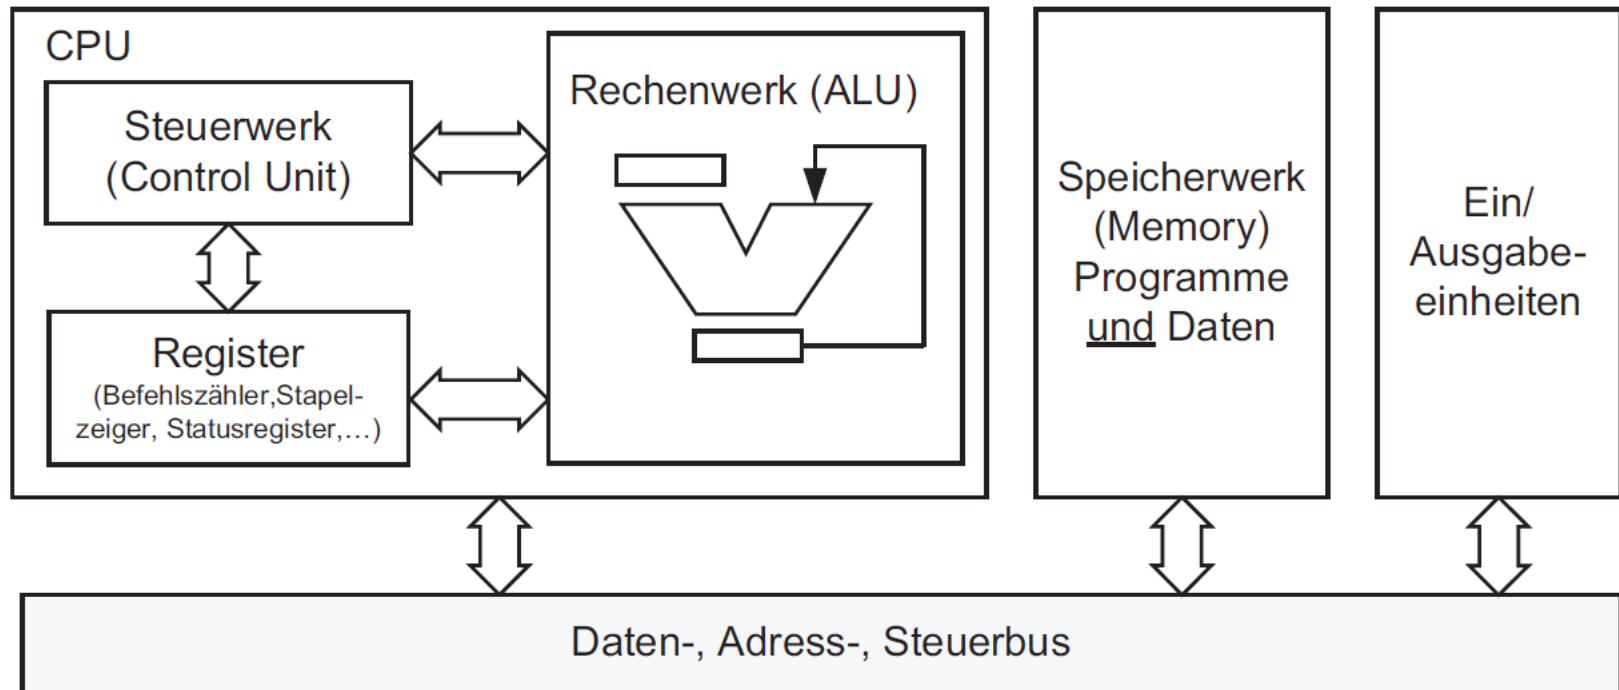 CPU
Steuerwerk
(Control Unit)
Rechenwerk (ALU)
Register
(Befehlszähler,Stapel-
zeiger, Statusregister,...)
Speicherwerk
(Memory)
Programme
und Daten
Ein/
Ausgabe-
einheiten
Daten-, Adress-, Steuerbus